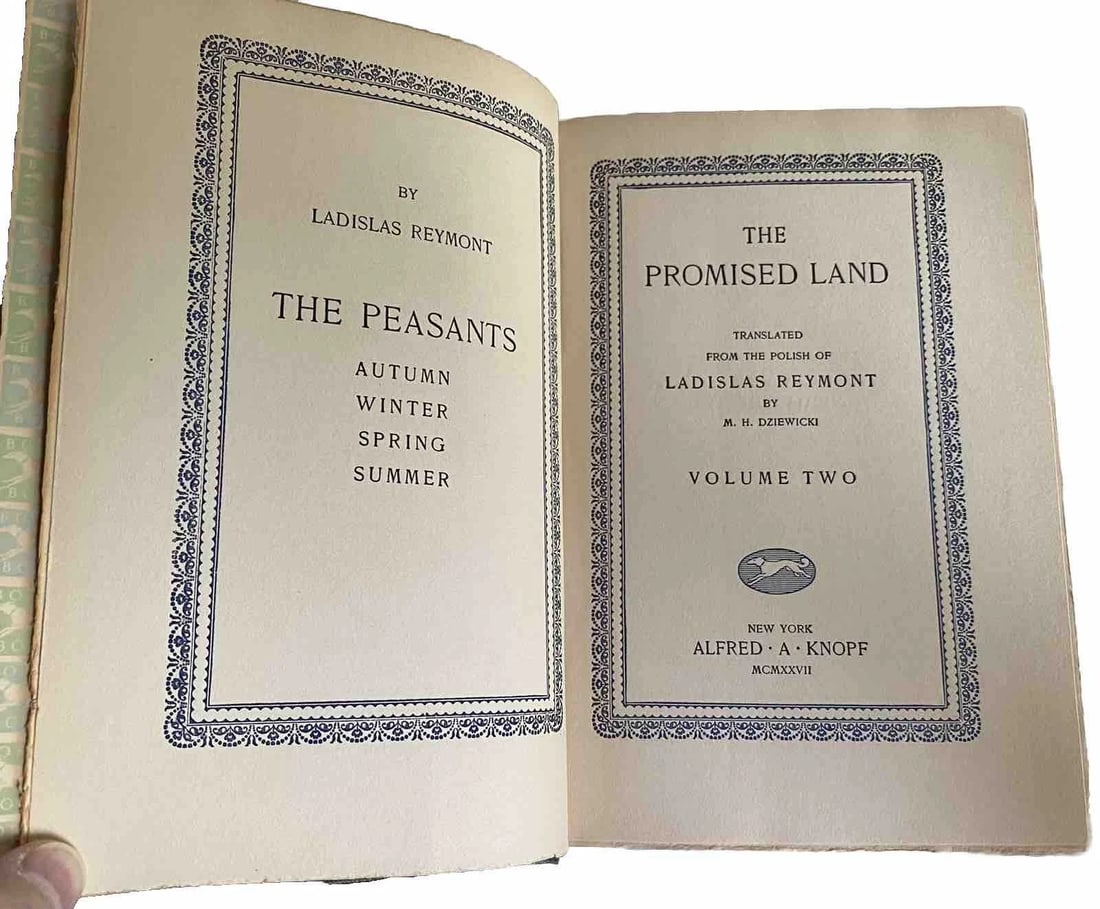 BY
LADISLAS REYMONT
THE PEASANTS
AUTUMN
WINTER
SPRING
SUMMER
THE
PROMISED LAND
TRANSLATED
FROM THE POLISH OF
LADISLAS REYMONT
BY
M. H. DZIEWICKI
VOLUME TWO
NEW YORK
ALFRED · A · KNOPF
MCMXXVII